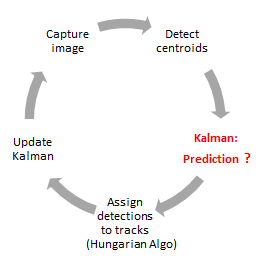 Capture
image
Detect
centroids
Kalman:
Prediction ?
Assign
detections
to tracks
(Hungarian Algo)
Update
Kalman